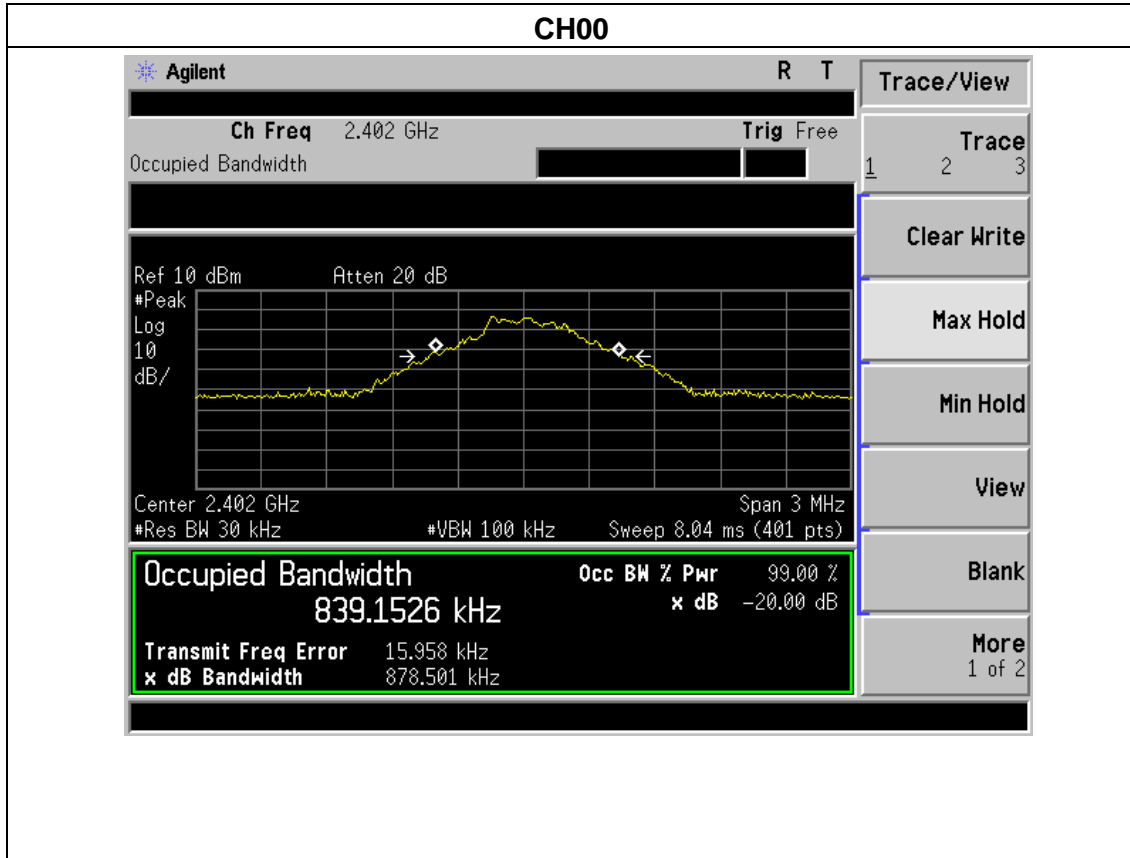 CH00
Agilent R T
Ch Freq 2.402 GHz Trig Free
Occupied Bandwidth
Ref 10 dBm Atten 20 dB
#Peak
Log
10
dB/
Center 2.402 GHz Span 3 MHz
#Res BW 30 kHz #VBW 100 kHz Sweep 8.04 ms (401 pts)
Occupied Bandwidth Occ BW % Pwr 99.00 %
839.1526 kHz x dB -20.00 dB
Transmit Freq Error 15.958 kHz
x dB Bandwidth 878.501 kHz
Trace/View
Trace
1 2 3
Clear Write
Max Hold
Min Hold
View
Blank
More
1 of 2